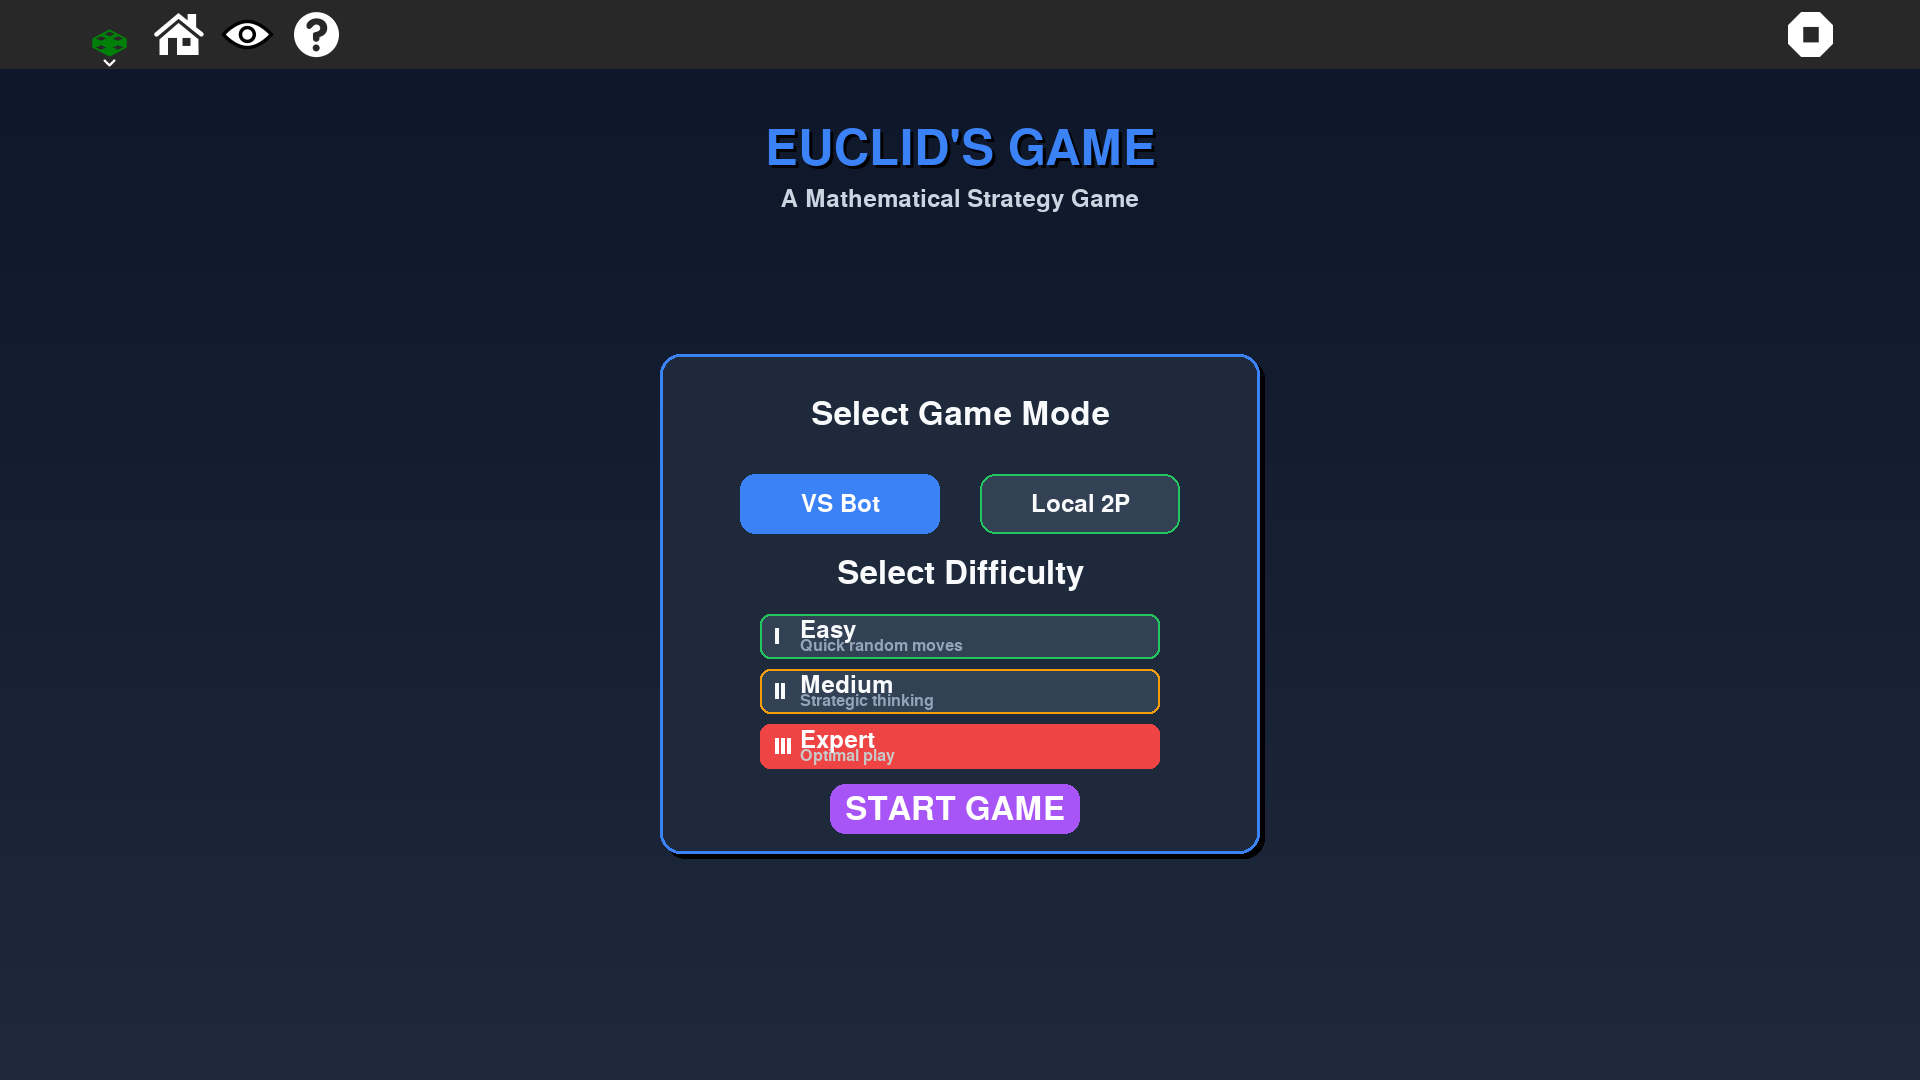 EUCLID'S GAME
A Mathematical Strategy Game
Select Game Mode
VS Bot
Local 2P
Select Difficulty
I
Easy
Quick random moves
II
Medium
Strategic thinking
III
Expert
Optimal play
START GAME